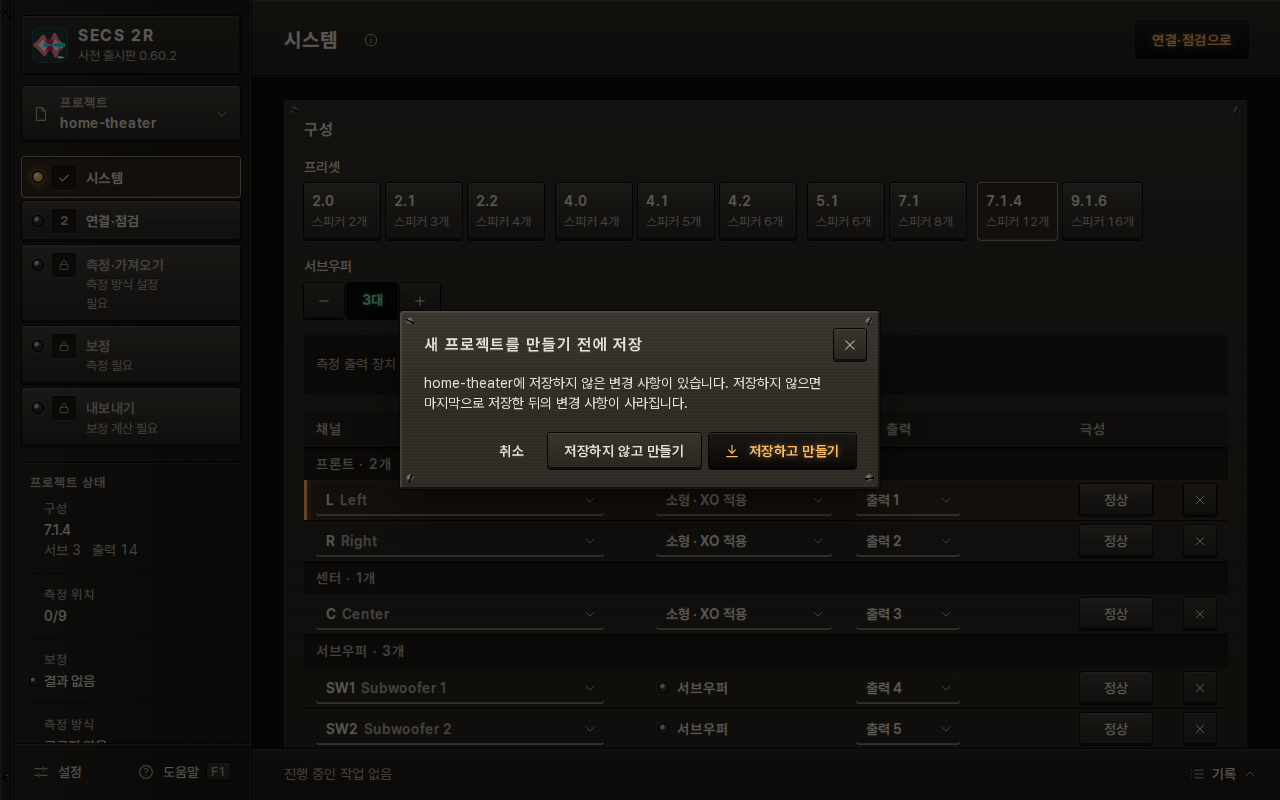 SECS 2R
사전 출시판 0.60.2
프로젝트
home-theater
시스템
2 연결·점검
측정·가져오기
측정 방식 설정
필요
보정
측정 필요
내보내기
보정 계산 필요
프로젝트 상태
구성
7.1.4
서브 3 출력 14
측정 위치
0/9
보정
결과 없음
측정 방식
설정
도움말 F1
시스템
연결·점검으로
구성
프리셋
2.0
스피커 2개
2.1
스피커 3개
2.2
스피커 4개
4.0
스피커 4개
4.1
스피커 5개
4.2
스피커 6개
5.1
스피커 6개
7.1
스피커 8개
7.1.4
스피커 12개
9.1.6
스피커 16개
서브우퍼
− 3대 +
측정 출력 장치
새 프로젝트를 만들기 전에 저장
home-theater에 저장하지 않은 변경 사항이 있습니다. 저장하지 않으면
마지막으로 저장한 뒤의 변경 사항이 사라집니다.
취소 저장하지 않고 만들기 저장하고 만들기
채널 출력 극성
프론트 · 2개
L Left 소형 · XO 적용 출력 1 정상
R Right 소형 · XO 적용 출력 2 정상
센터 · 1개
C Center 소형 · XO 적용 출력 3 정상
서브우퍼 · 3개
SW1 Subwoofer 1 서브우퍼 출력 4 정상
SW2 Subwoofer 2 서브우퍼 출력 5 정상
진행 중인 작업 없음
기록